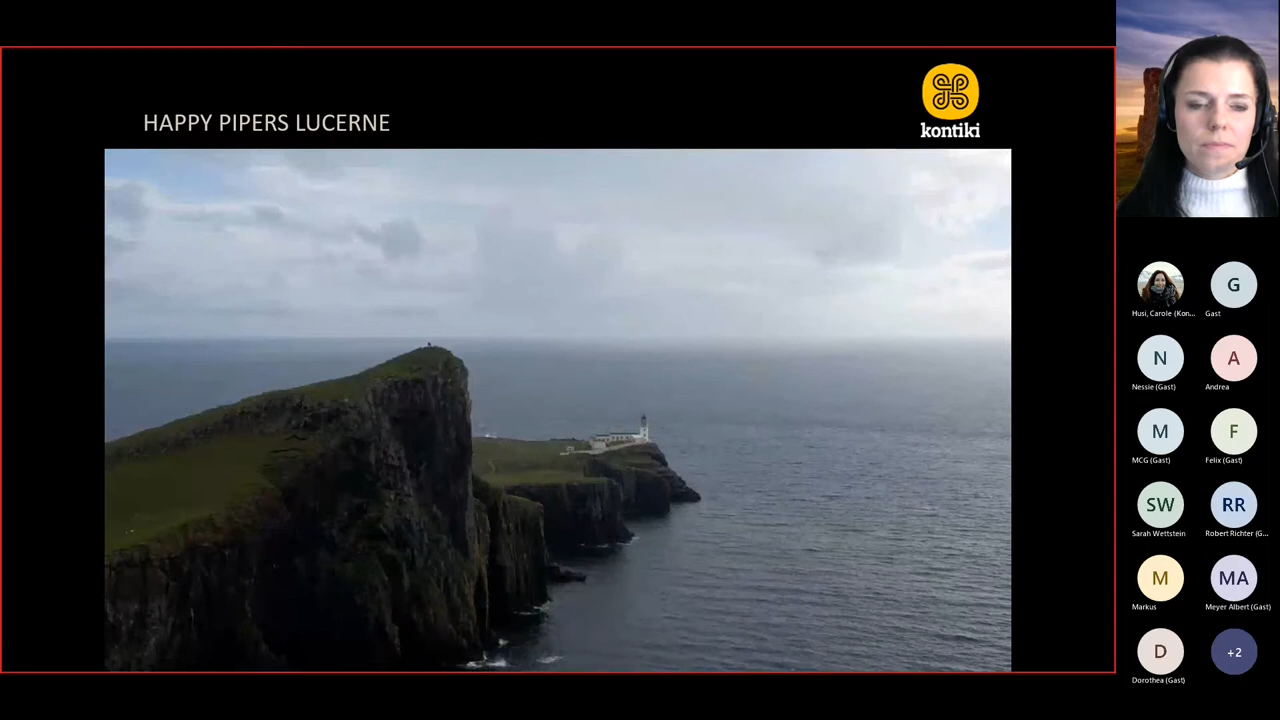 HAPPY PIPERS LUCERNE
kontiki
Husi, Carole (Kon...
G
Gast
N
Nessie (Gast)
A
Andrea
M
MCG (Gast)
F
Felix (Gast)
SW
Sarah Wettstein
RR
Robert Richter (G...
M
Markus
MA
Meyer Albert (Gast)
D
Dorothea (Gast)
+2